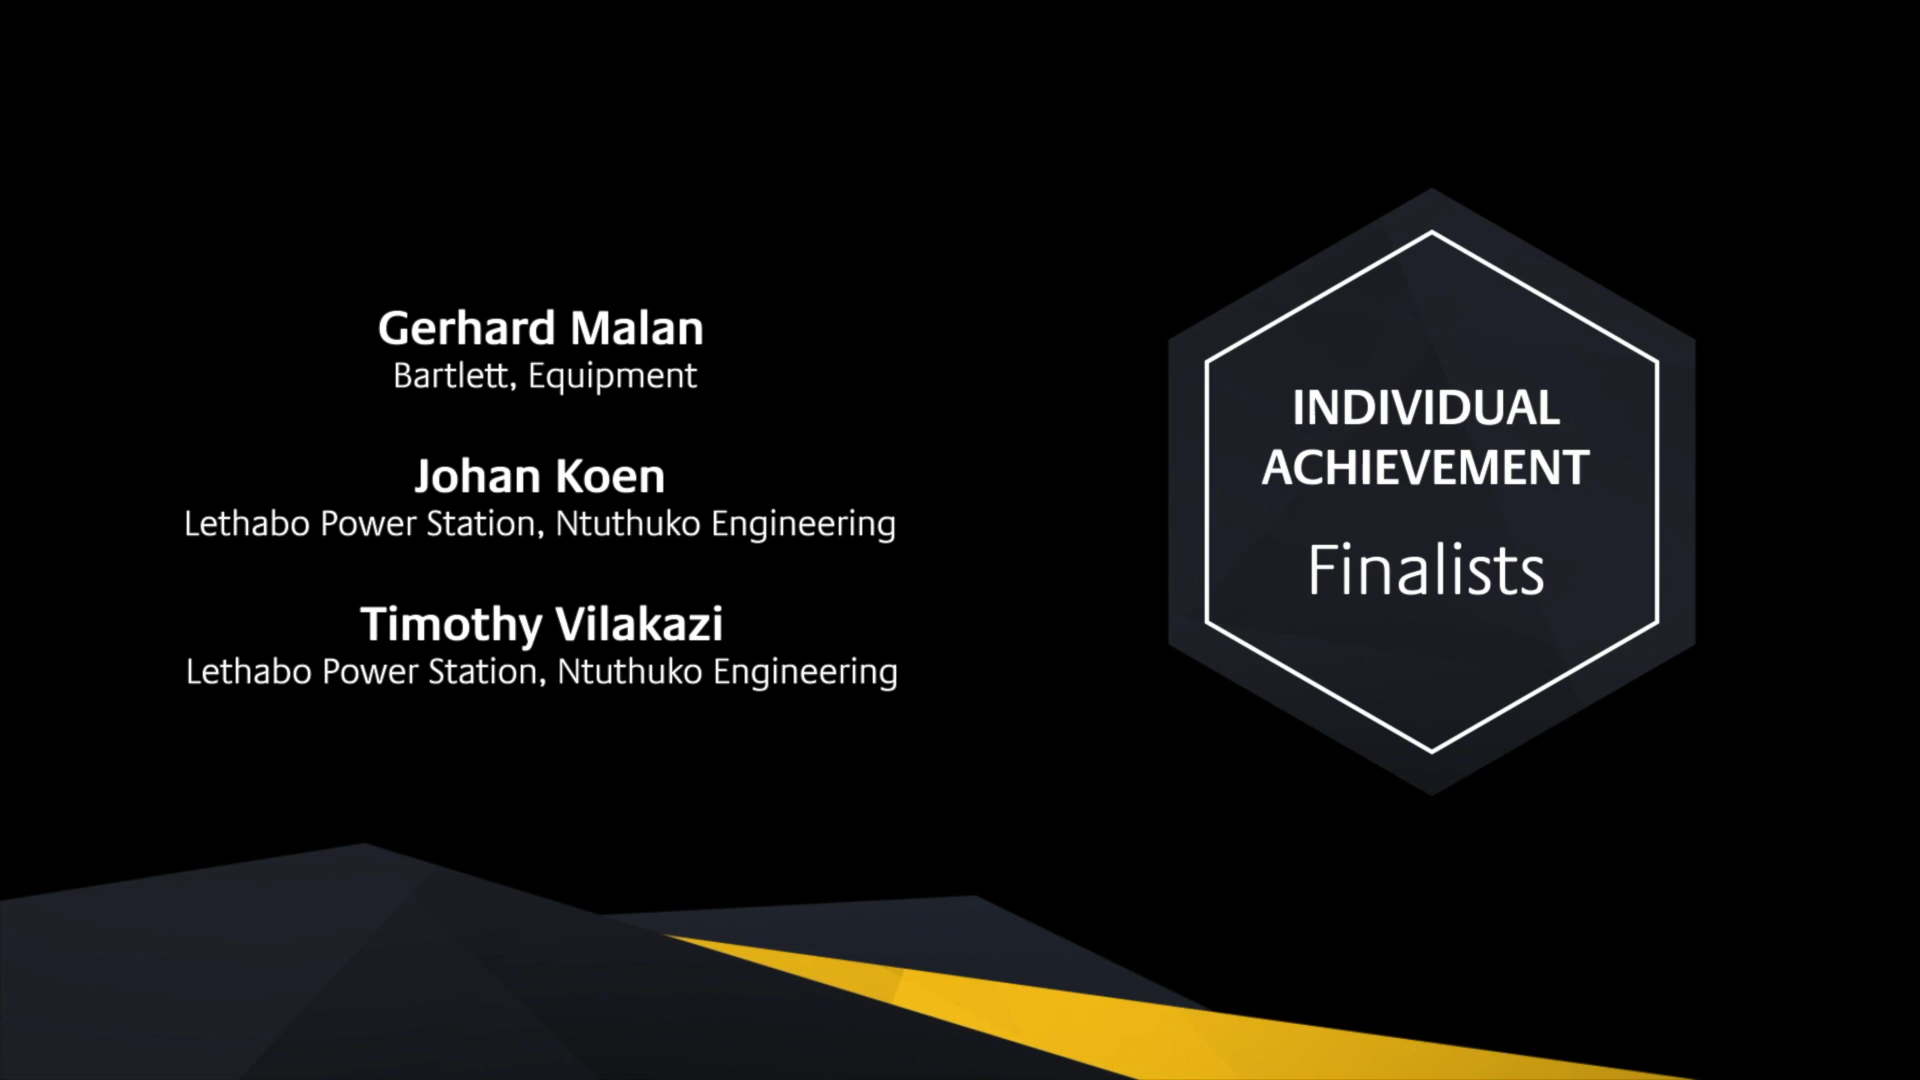 Gerhard Malan
Bartlett, Equipment
Johan Koen
Lethabo Power Station, Ntuthuko Engineering
Timothy Vilakazi
Lethabo Power Station, Ntuthuko Engineering
INDIVIDUAL
ACHIEVEMENT
Finalists